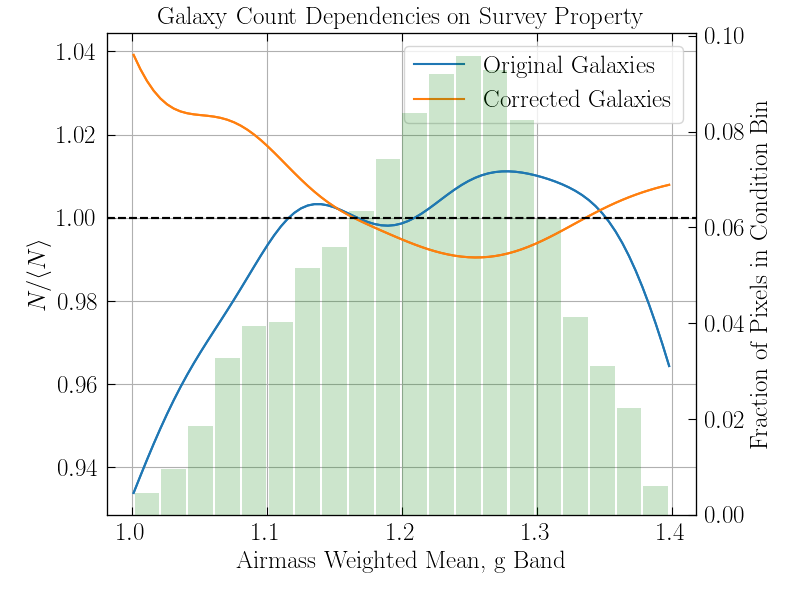 Galaxy Count Dependencies on Survey Property
Original Galaxies
Corrected Galaxies
N/⟨N⟩
1.04
1.02
1.00
0.98
0.96
0.94
0.10
0.08
0.06
0.04
0.02
0.00
Fraction of Pixels in Condition Bin
1.0 1.1 1.2 1.3 1.4
Airmass Weighted Mean, g Band